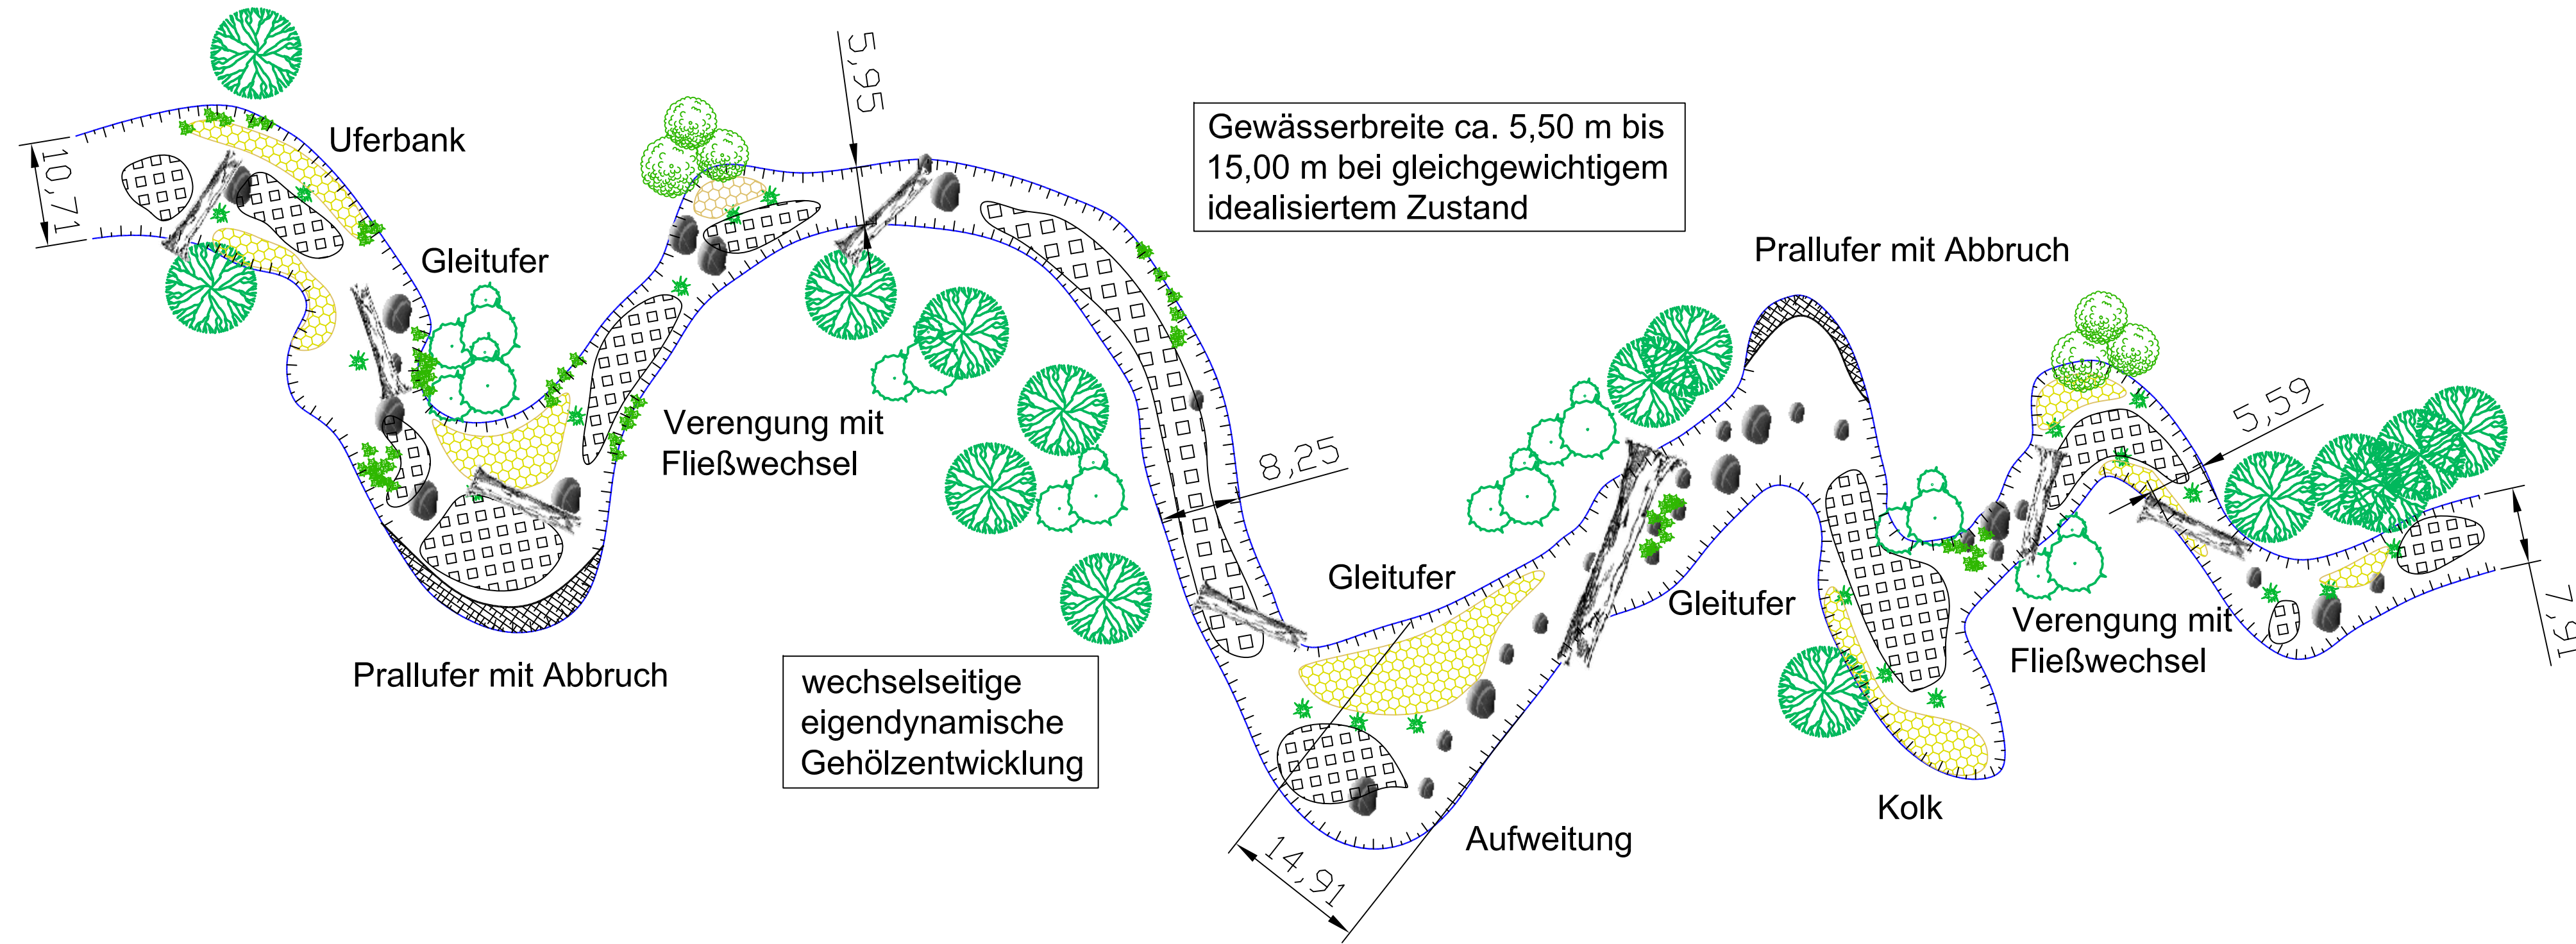 5,95
Gewässerbreite ca. 5,50 m bis
15,00 m bei gleichgewichtigem
idealisiertem Zustand
Uferbank
10,71
Gleitufer
Prallufer mit Abbruch
Verengung mit
Fließwechsel
8,25
5,59
Gleitufer
Gleitufer
Verengung mit
Fließwechsel
7,91
Prallufer mit Abbruch
wechselseitige
eigendynamische
Gehölzentwicklung
Kolk
Aufweitung
14,91